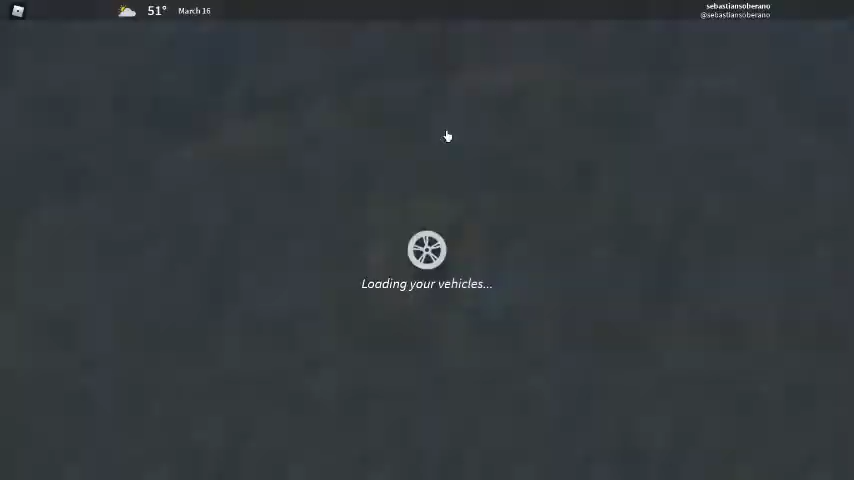 51° March 16
sebastiansoberano
@sebastiansoberano
Loading your vehicles...